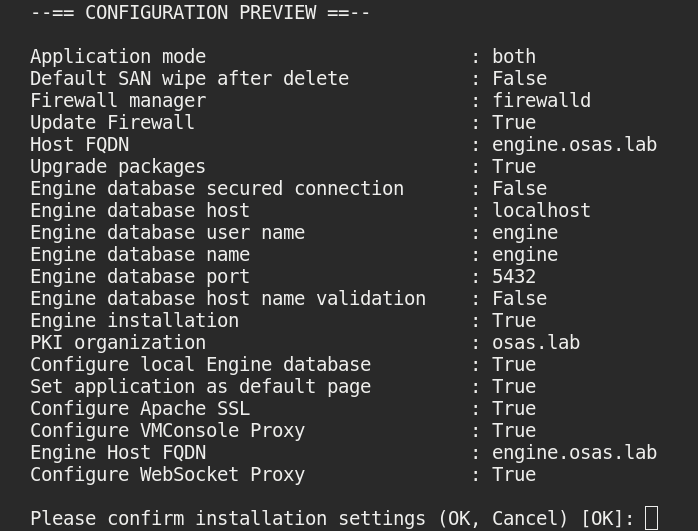 --== CONFIGURATION PREVIEW ==--
Application mode : both
Default SAN wipe after delete : False
Firewall manager : firewalld
Update Firewall : True
Host FQDN : engine.osas.lab
Upgrade packages : True
Engine database secured connection : False
Engine database host : localhost
Engine database user name : engine
Engine database name : engine
Engine database port : 5432
Engine database host name validation : False
Engine installation : True
PKI organization : osas.lab
Configure local Engine database : True
Set application as default page : True
Configure Apache SSL : True
Configure VMConsole Proxy : True
Engine Host FQDN : engine.osas.lab
Configure WebSocket Proxy : True
Please confirm installation settings (OK, Cancel) [OK]: